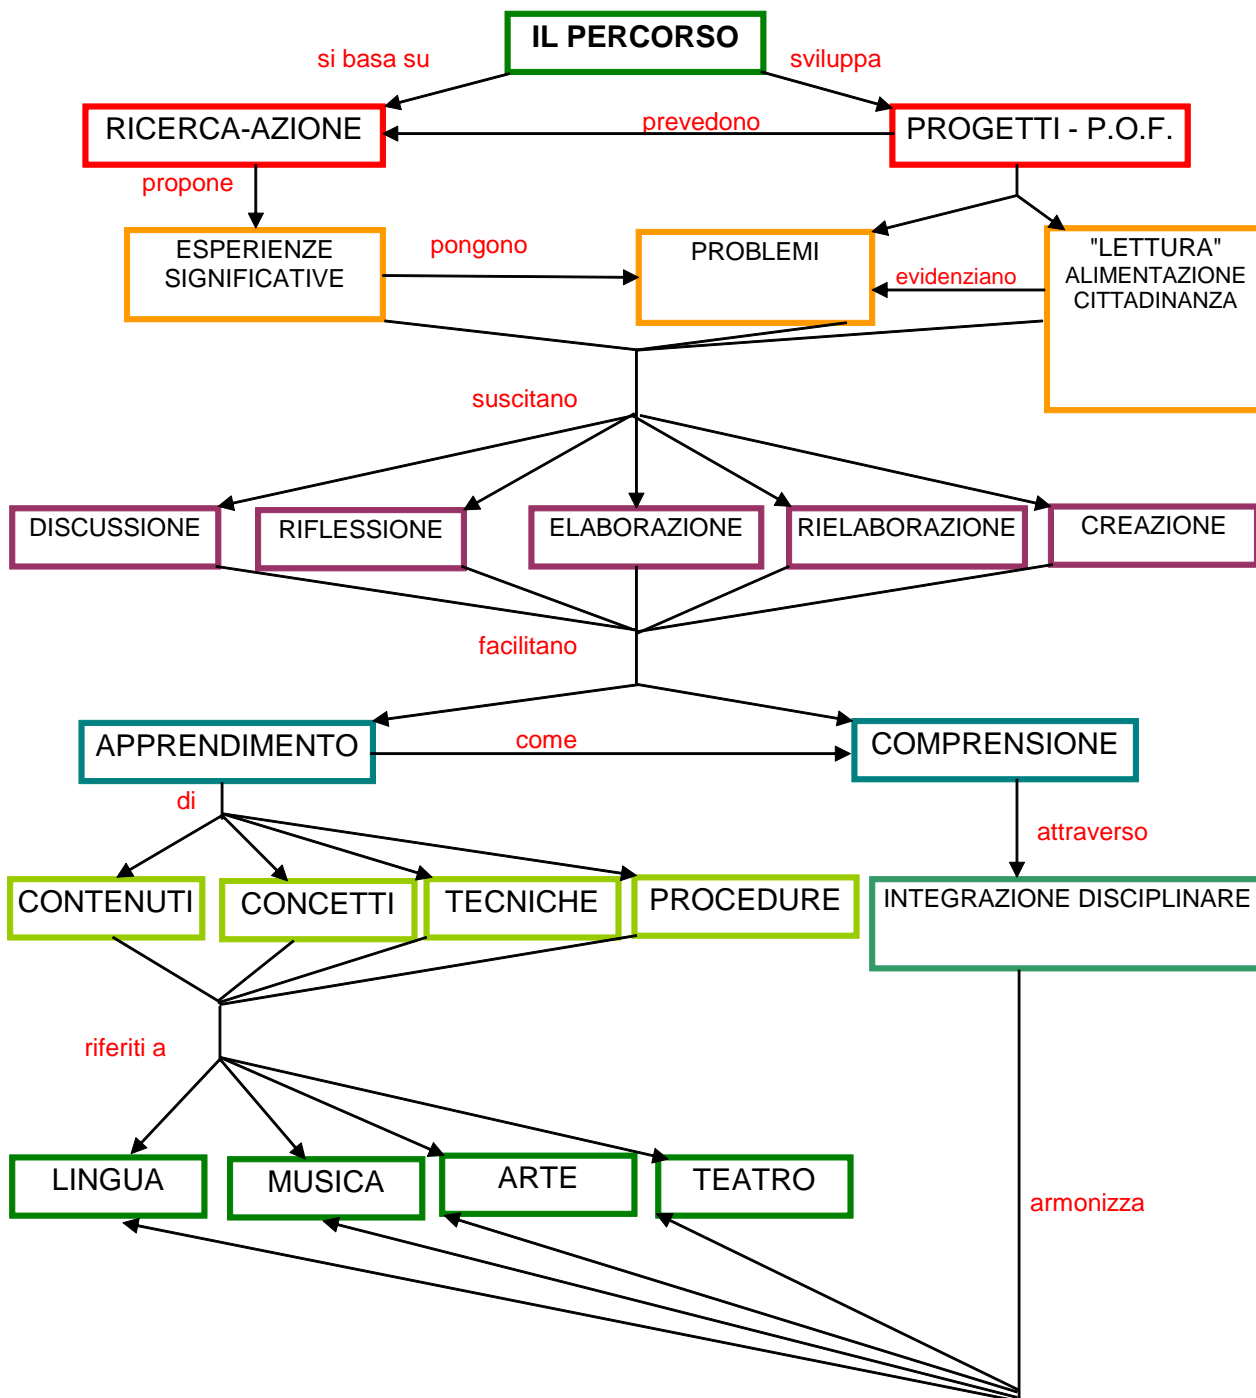 IL PERCORSO
si basa su
sviluppa
RICERCA-AZIONE
prevedono
PROGETTI - P.O.F.
propone
ESPERIENZE
SIGNIFICATIVE
pongono
PROBLEMI
evidenziano
"LETTURA"
ALIMENTAZIONE
CITTADINANZA
suscitano
DISCUSSIONE
RIFLESSIONE
ELABORAZIONE
RIELABORAZIONE
CREAZIONE
facilitano
APPRENDIMENTO
come
COMPRENSIONE
di
attraverso
CONTENUTI
CONCETTI
TECNICHE
PROCEDURE
INTEGRAZIONE DISCIPLINARE
riferiti a
LINGUA
MUSICA
ARTE
TEATRO
armonizza